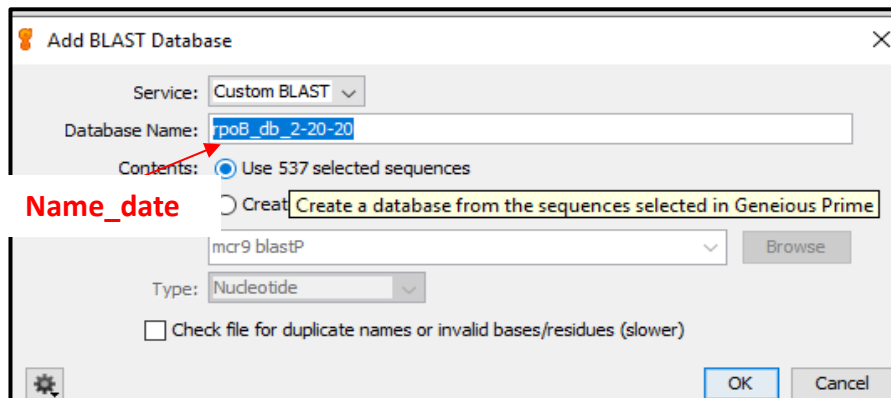 Add BLAST Database
Service: Custom BLAST
Database Name: rpoB_db_2-20-20
Contents: Use 537 selected sequences
Name_date
Creat Create a database from the sequences selected in Geneious Prime
mcr9 blastP Browse
Type: Nucleotide
Check file for duplicate names or invalid bases/residues (slower)
OK Cancel